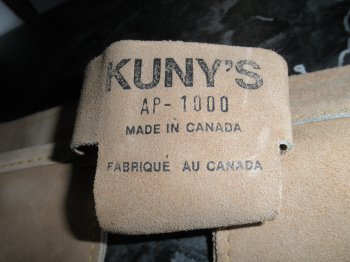 KUNY'S
AP-1000
MADE IN CANADA
FABRIQUÉ AU CANADA